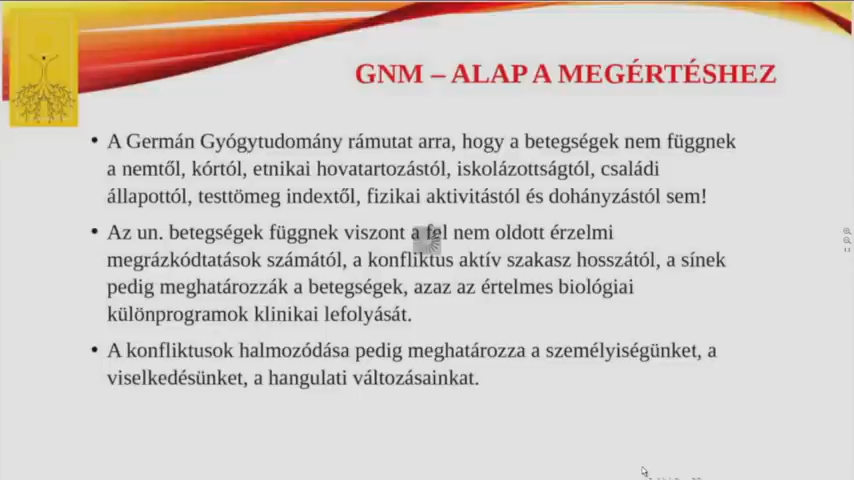 GNM – ALAP A MEGÉRTÉSHEZ
• A Germán Gyógytudomány rámutat arra, hogy a betegségek nem függnek
a nemtől, kórtól, etnikai hovatartozástól, iskolázottságtól, családi
állapottól, testtömeg indextől, fizikai aktivitástól és dohányzástól sem!
• Az un. betegségek függnek viszont a fel nem oldott érzelmi
megrázkódtatások számától, a konfliktus aktív szakasz hosszától, a sínek
pedig meghatározzák a betegségek, azaz az értelmes biológiai
különprogramok klinikai lefolyását.
• A konfliktusok halmozódása pedig meghatározza a személyiségünket, a
viselkedésünket, a hangulati változásainkat.